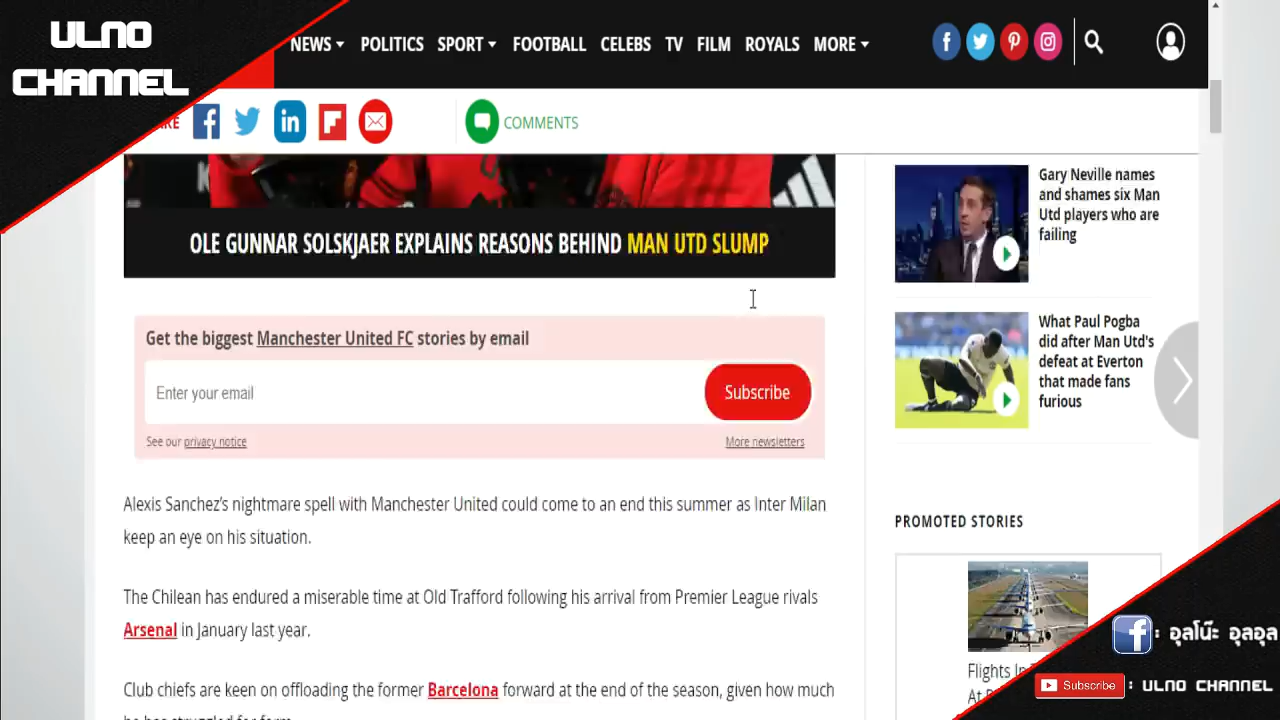 ULNO
CHANNEL
NEWS POLITICS SPORT FOOTBALL CELEBS TV FILM ROYALS MORE
COMMENTS
OLE GUNNAR SOLSKJAER EXPLAINS REASONS BEHIND MAN UTD SLUMP
Get the biggest Manchester United FC stories by email
Enter your email
Subscribe
See our privacy notice
More newsletters
Alexis Sanchez's nightmare spell with Manchester United could come to an end this summer as Inter Milan
keep an eye on his situation.
The Chilean has endured a miserable time at Old Trafford following his arrival from Premier League rivals
Arsenal in January last year.
Club chiefs are keen on offloading the former Barcelona forward at the end of the season, given how much
Gary Neville names
and shames six Man
Utd players who are
failing
What Paul Pogba
did after Man Utd's
defeat at Everton
that made fans
furious
PROMOTED STORIES
Flights In
: อุลโน๊ะ อุลอุล
Subscribe : ULNO CHANNEL